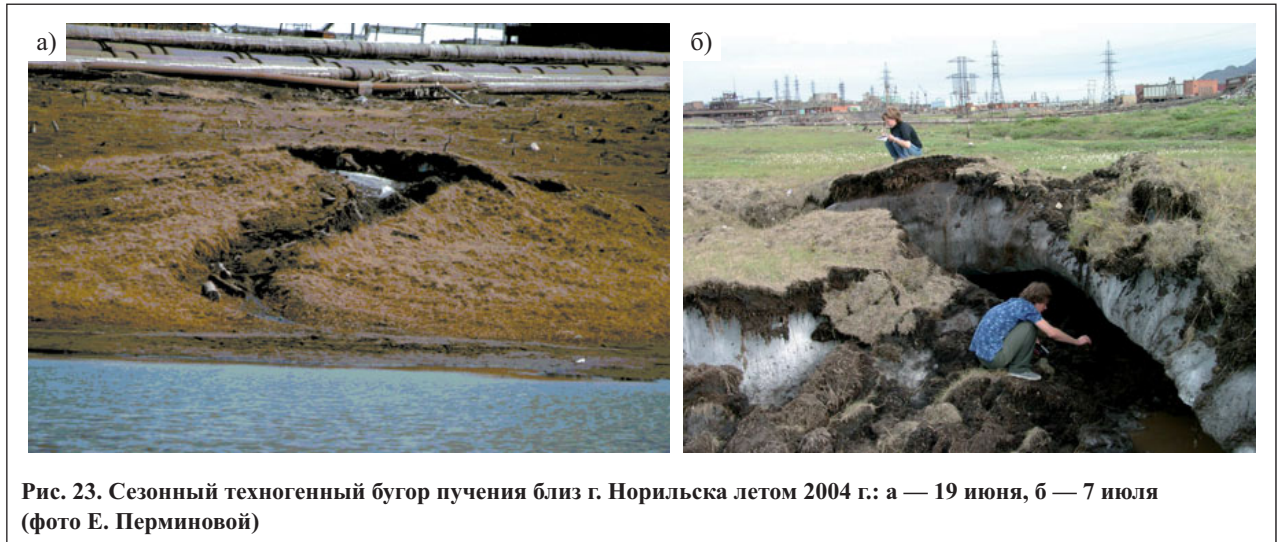 а)
б)
Рис. 23. Сезонный техногенный бугор пучения близ г. Норильска летом 2004 г.: а — 19 июня, б — 7 июля
(фото Е. Перминовой)